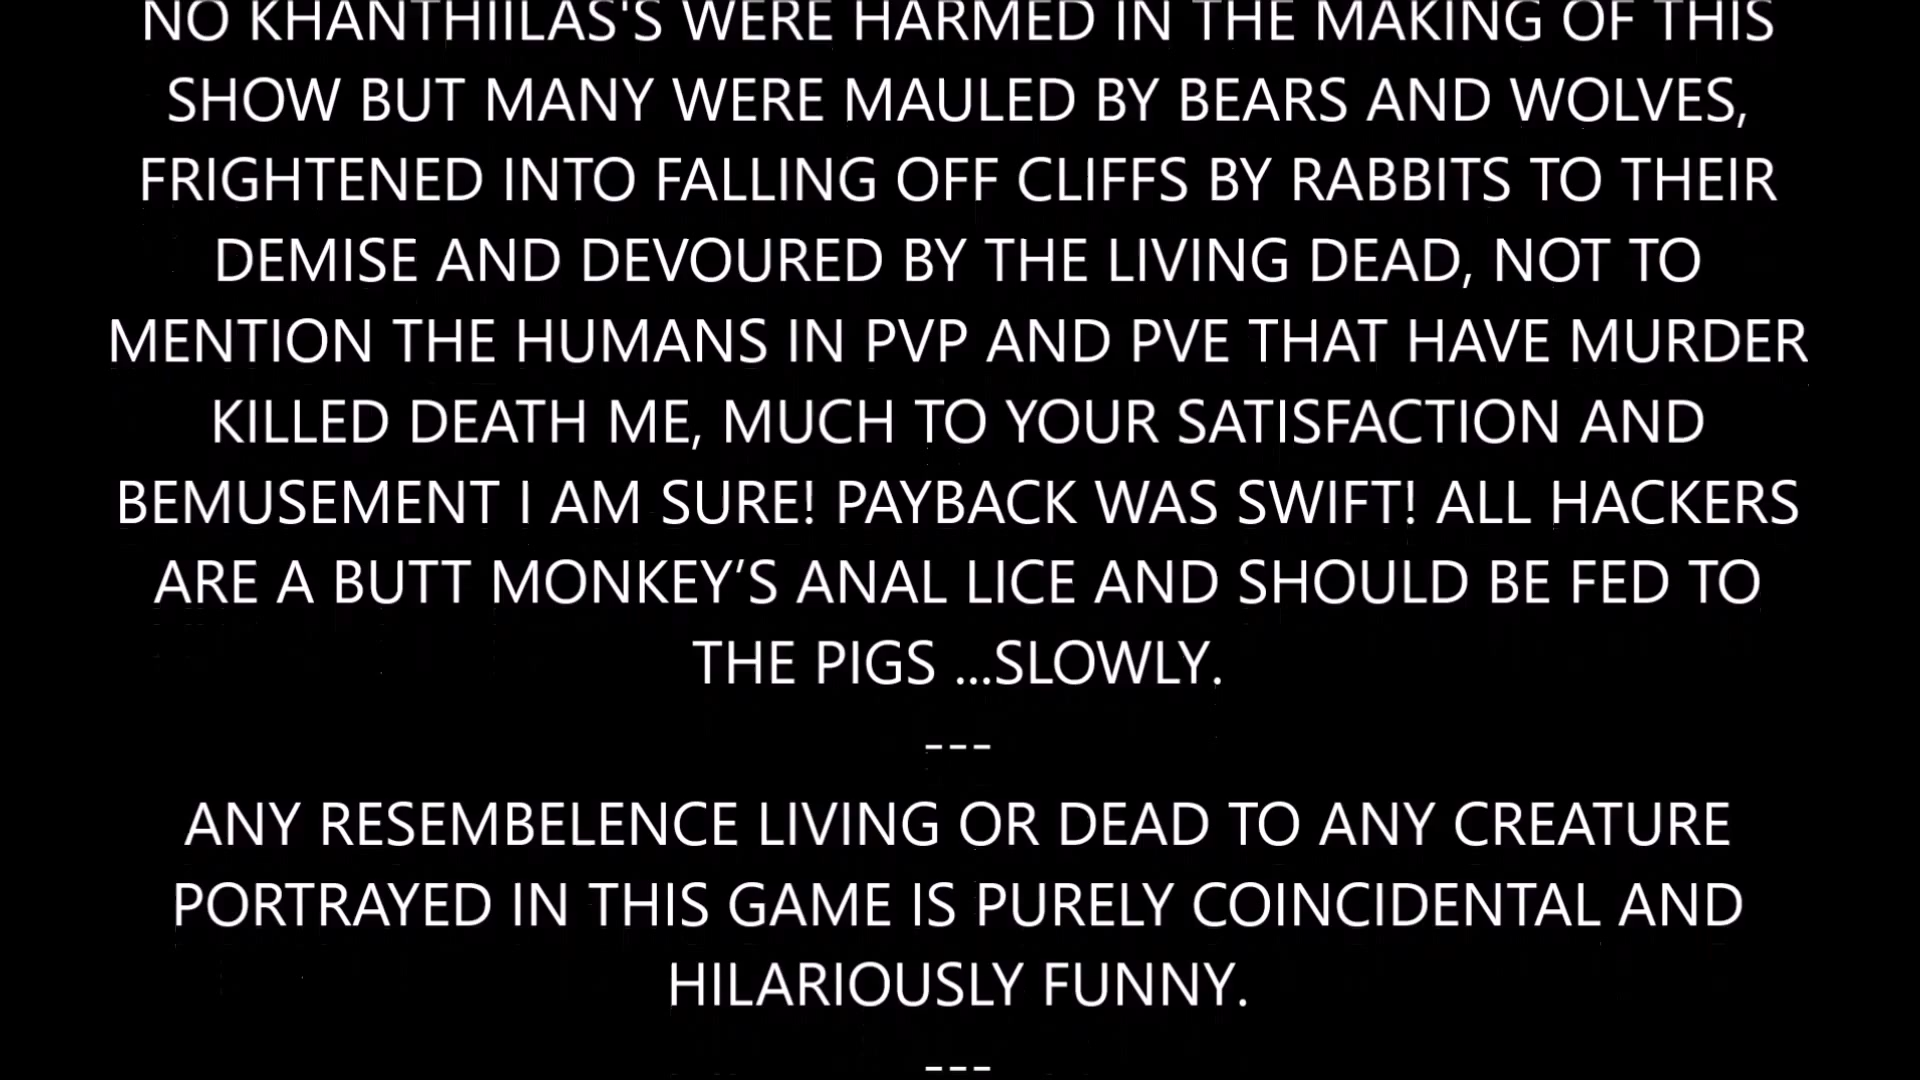 NO KHANTHIILAS'S WERE HARMED IN THE MAKING OF THIS
SHOW BUT MANY WERE MAULED BY BEARS AND WOLVES,
FRIGHTENED INTO FALLING OFF CLIFFS BY RABBITS TO THEIR
DEMISE AND DEVOURED BY THE LIVING DEAD, NOT TO
MENTION THE HUMANS IN PVP AND PVE THAT HAVE MURDER
KILLED DEATH ME, MUCH TO YOUR SATISFACTION AND
BEMUSEMENT I AM SURE! PAYBACK WAS SWIFT! ALL HACKERS
ARE A BUTT MONKEY’S ANAL LICE AND SHOULD BE FED TO
THE PIGS ...SLOWLY.
---
ANY RESEMBELENCE LIVING OR DEAD TO ANY CREATURE
PORTRAYED IN THIS GAME IS PURELY COINCIDENTAL AND
HILARIOUSLY FUNNY.
---